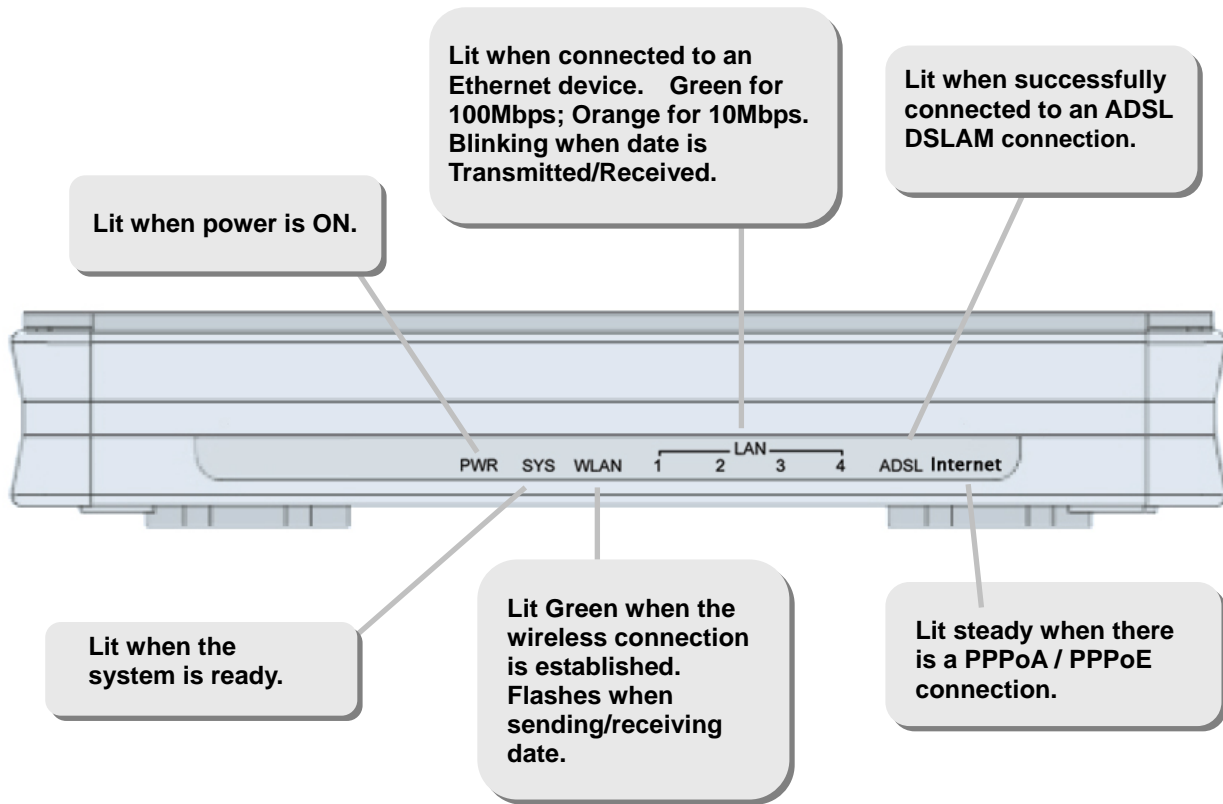 Lit when connected to an
Ethernet device. Green for
100Mbps; Orange for 10Mbps.
Blinking when date is
Transmitted/Received.
Lit when successfully
connected to an ADSL
DSLAM connection.
Lit when power is ON.
LAN
PWR SYS WLAN 1 2 3 4 ADSL Internet
Lit when the
system is ready.
Lit Green when the
wireless connection
is established.
Flashes when
sending/receiving
date.
Lit steady when there
is a PPPoA / PPPoE
connection.